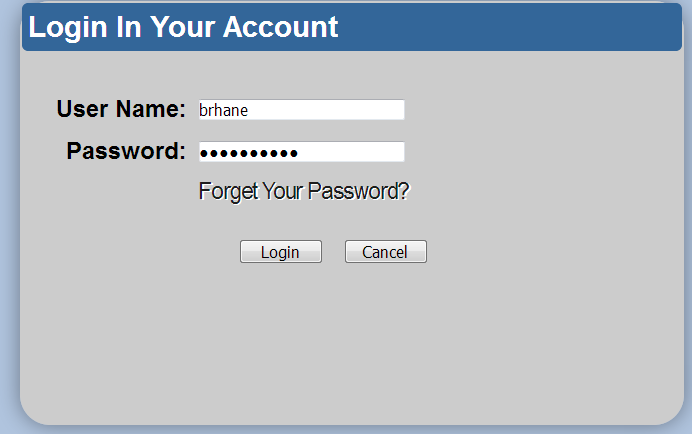 Login In Your Account
User Name: brhane
Password: ••••••••••
Forget Your Password?
Login Cancel